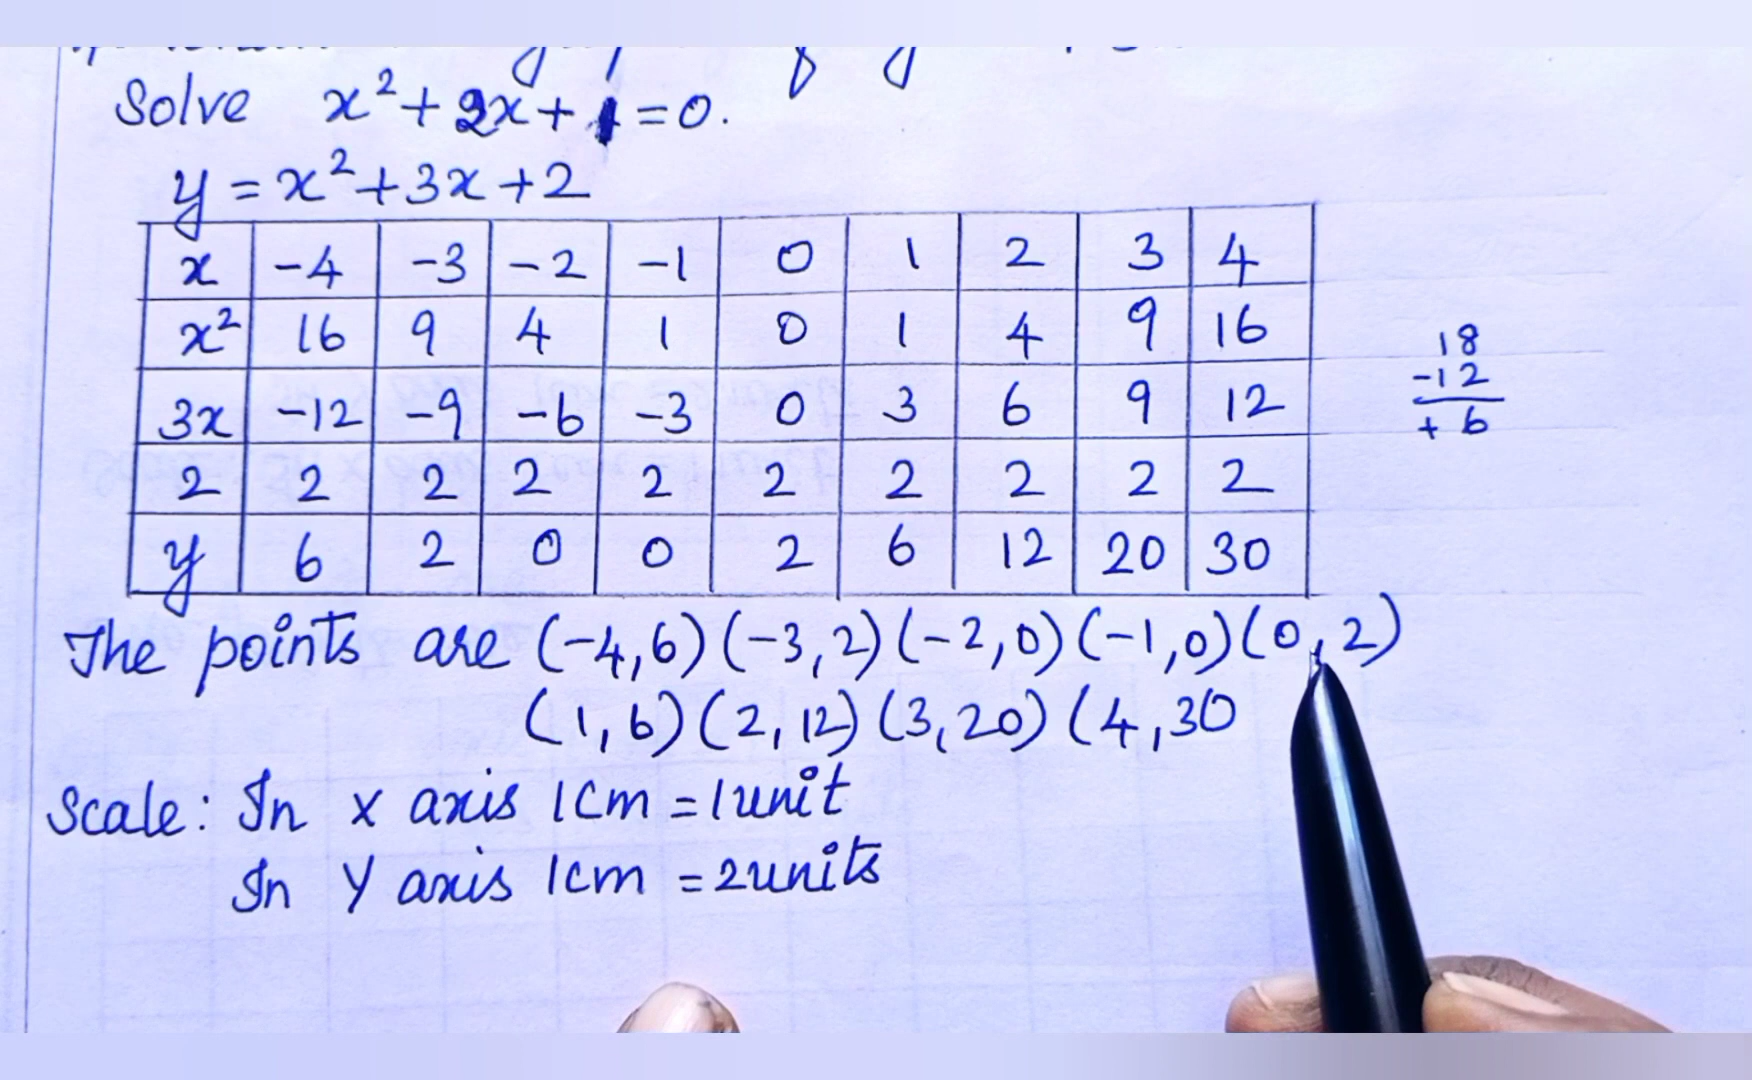 Solve x²+2x+1=0.
y=x²+3x+2
x -4 -3 -2 -1 0 1 2 3 4
x² 16 9 4 1 0 1 4 9 16
3x -12 -9 -6 -3 0 3 6 9 12
2 2 2 2 2 2 2 2 2 2
y 6 2 0 0 2 6 12 20 30
18
-12
+6
The points are (-4,6)(-3,2)(-2,0)(-1,0)(0,2)
(1,6)(2,12)(3,20)(4,30
Scale: In x axis 1cm=1unit
In Y axis 1cm=2units